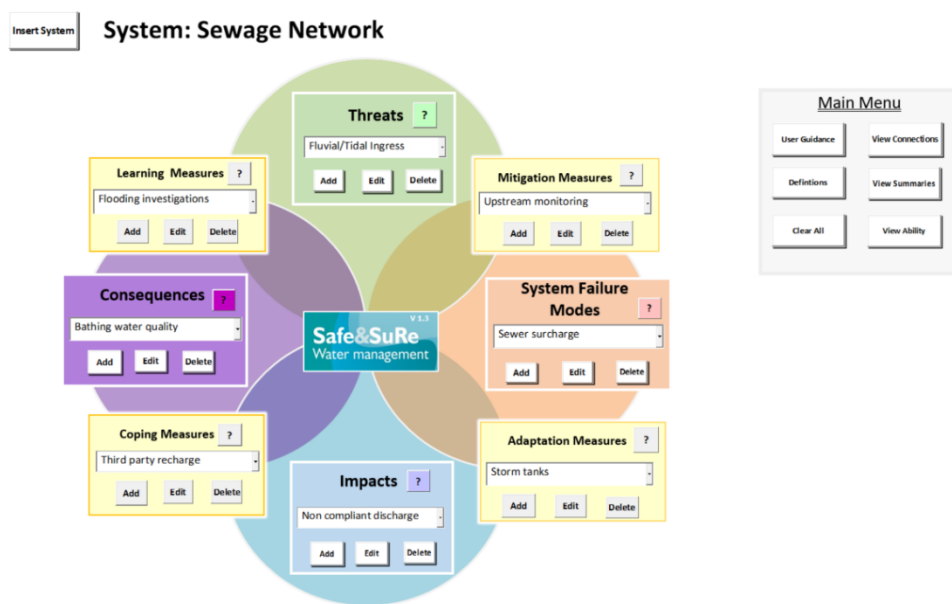 Insert System
System: Sewage Network
Threats ?
Fluvial/Tidal Ingress
Add Edit Delete
Learning Measures ?
Flooding investigations
Add Edit Delete
Mitigation Measures ?
Upstream monitoring
Add Edit Delete
Consequences ?
Bathing water quality
Add Edit Delete
V 1.3
Safe&SuRe
Water management
System Failure
Modes ?
Sewer surcharge
Add Edit Delete
Coping Measures ?
Third party recharge
Add Edit Delete
Impacts ?
Non compliant discharge
Add Edit Delete
Adaptation Measures ?
Storm tanks
Add Edit Delete
Main Menu
User Guidance View Connections
Defintions View Summaries
Clear All View Ability